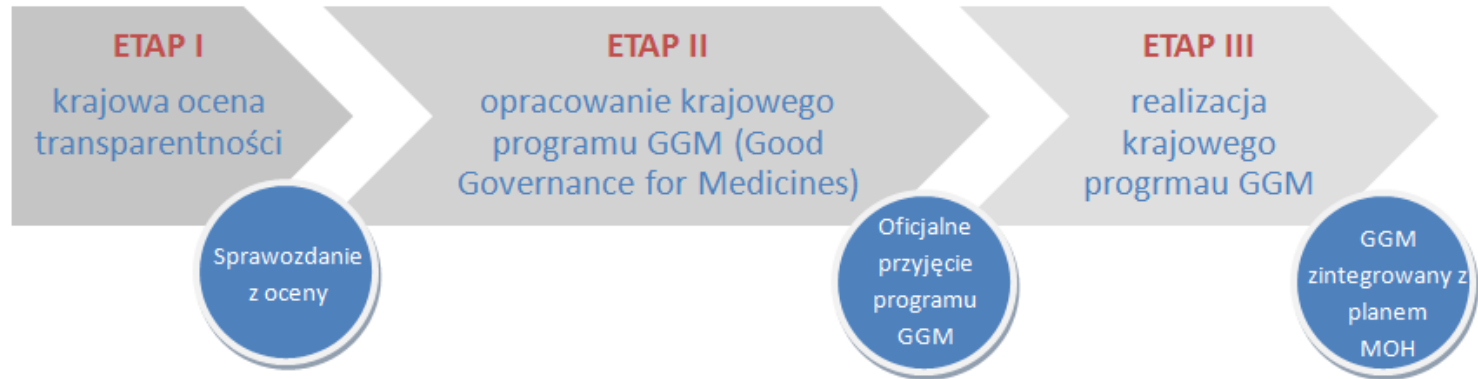 ETAP I
krajowa ocena
transparentności
Sprawozdanie
z oceny
ETAP II
opracowanie krajowego
programu GGM (Good
Governance for Medicines)
Oficjalne
przyjęcie
programu
GGM
ETAP III
realizacja
krajowego
progrmau GGM
GGM
zintegrowany z
planem
MOH